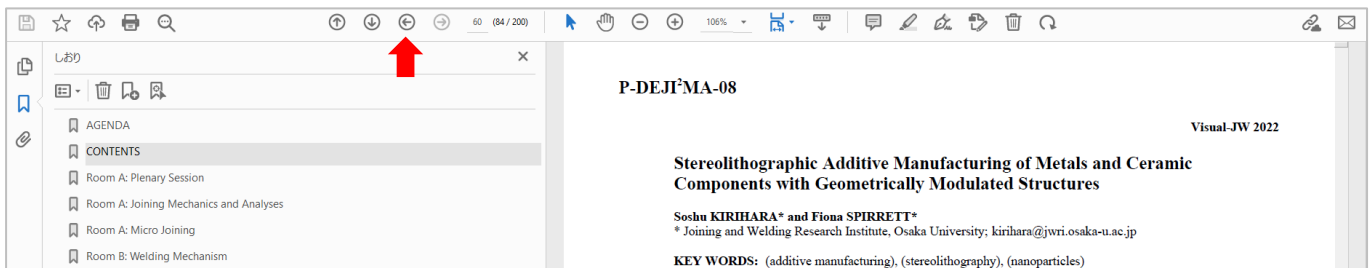 60 (84 / 200)
106%
しおり
AGENDA
CONTENTS
Room A: Plenary Session
Room A: Joining Mechanics and Analyses
Room A: Micro Joining
Room B: Welding Mechanism
P-DEJI²MA-08
Visual-JW 2022
Stereolithographic Additive Manufacturing of Metals and Ceramic
Components with Geometrically Modulated Structures
Soshu KIRIHARA* and Fiona SPIRRETT*
* Joining and Welding Research Institute, Osaka University; kirihara@jwri.osaka-u.ac.jp
KEY WORDS: (additive manufacturing), (stereolithography), (nanoparticles)